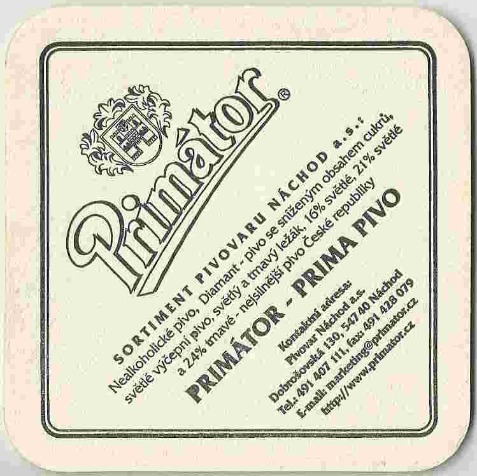 Primátor®
SORTIMENT PIVOVARU NÁCHOD a.s.:
Nealkoholické pivo, Diamant - pivo se sníženým obsahem cukrů,
světlé výčepní pivo, světlý a tmavý ležák, 16% světlé, 21% světlé
a 24% tmavé - nejsilnější pivo České republiky
PRIMÁTOR - PRIMA PIVO
Kontaktní adresa:
Pivovar Náchod a.s.
Dobrošovská 130, 547 40 Náchod
Tel.: 491 407 111, fax: 491 428 079
E-mail: marketing@primator.cz
http://www.primator.cz